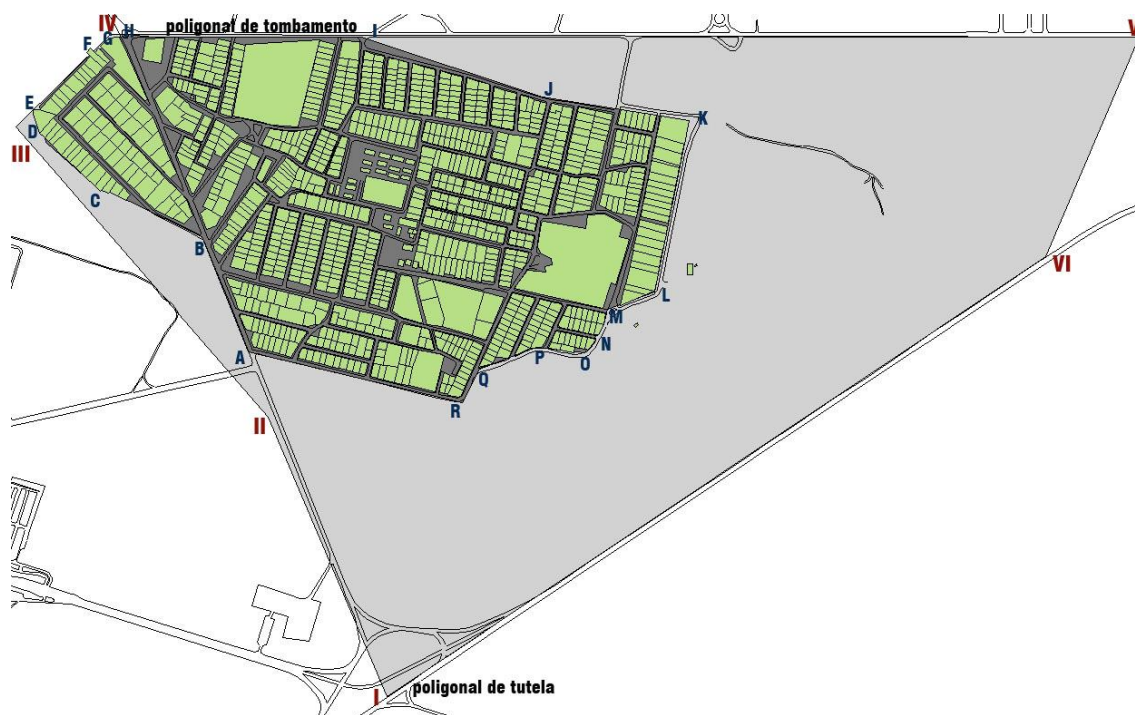 IV
poligonal de tombamento
G
H
I
V
F
J
E
K
D
III
C
B
VI
L
M
A
N
P
O
Q
R
II
I
poligonal de tutela